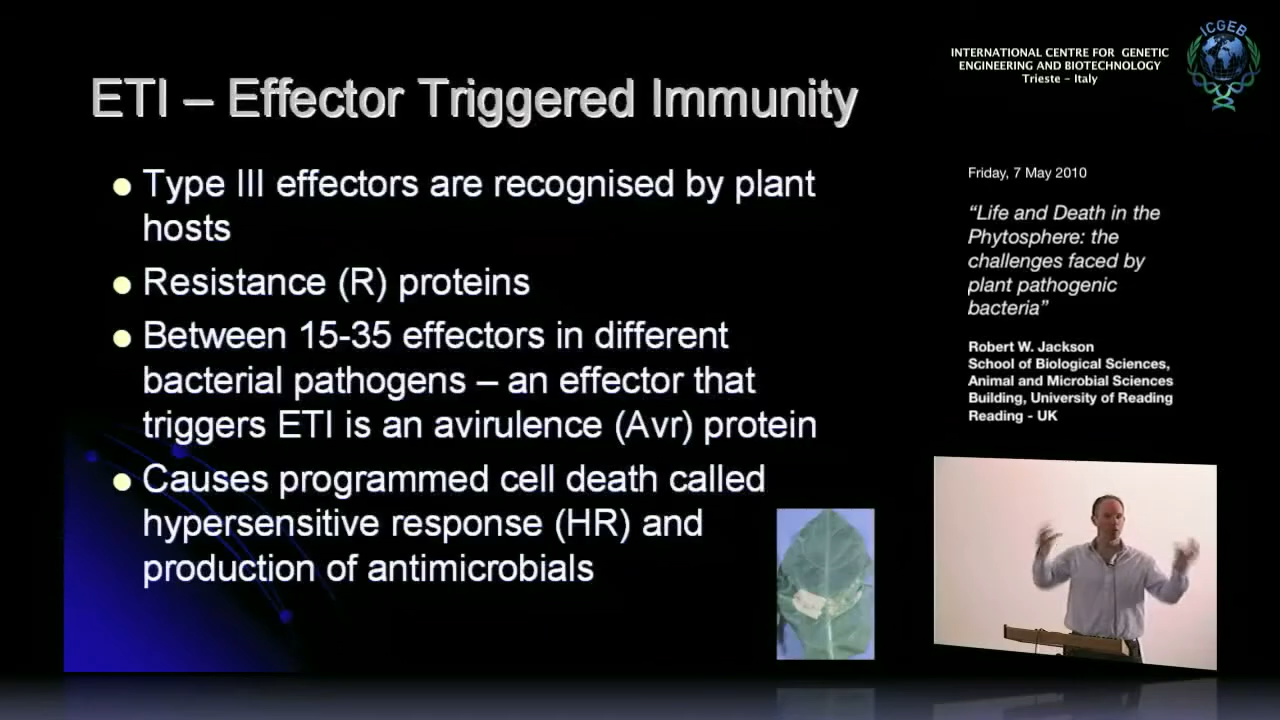 ETI – Effector Triggered Immunity
Type III effectors are recognised by plant
hosts
Resistance (R) proteins
Between 15-35 effectors in different
bacterial pathogens – an effector that
triggers ETI is an avirulence (Avr) protein
Causes programmed cell death called
hypersensitive response (HR) and
production of antimicrobials
INTERNATIONAL CENTRE FOR GENETIC
ENGINEERING AND BIOTECHNOLOGY
Trieste - Italy
ICGEB
Friday, 7 May 2010
“Life and Death in the
Phytosphere: the
challenges faced by
plant pathogenic
bacteria”
Robert W. Jackson
School of Biological Sciences,
Animal and Microbial Sciences
Building, University of Reading
Reading - UK